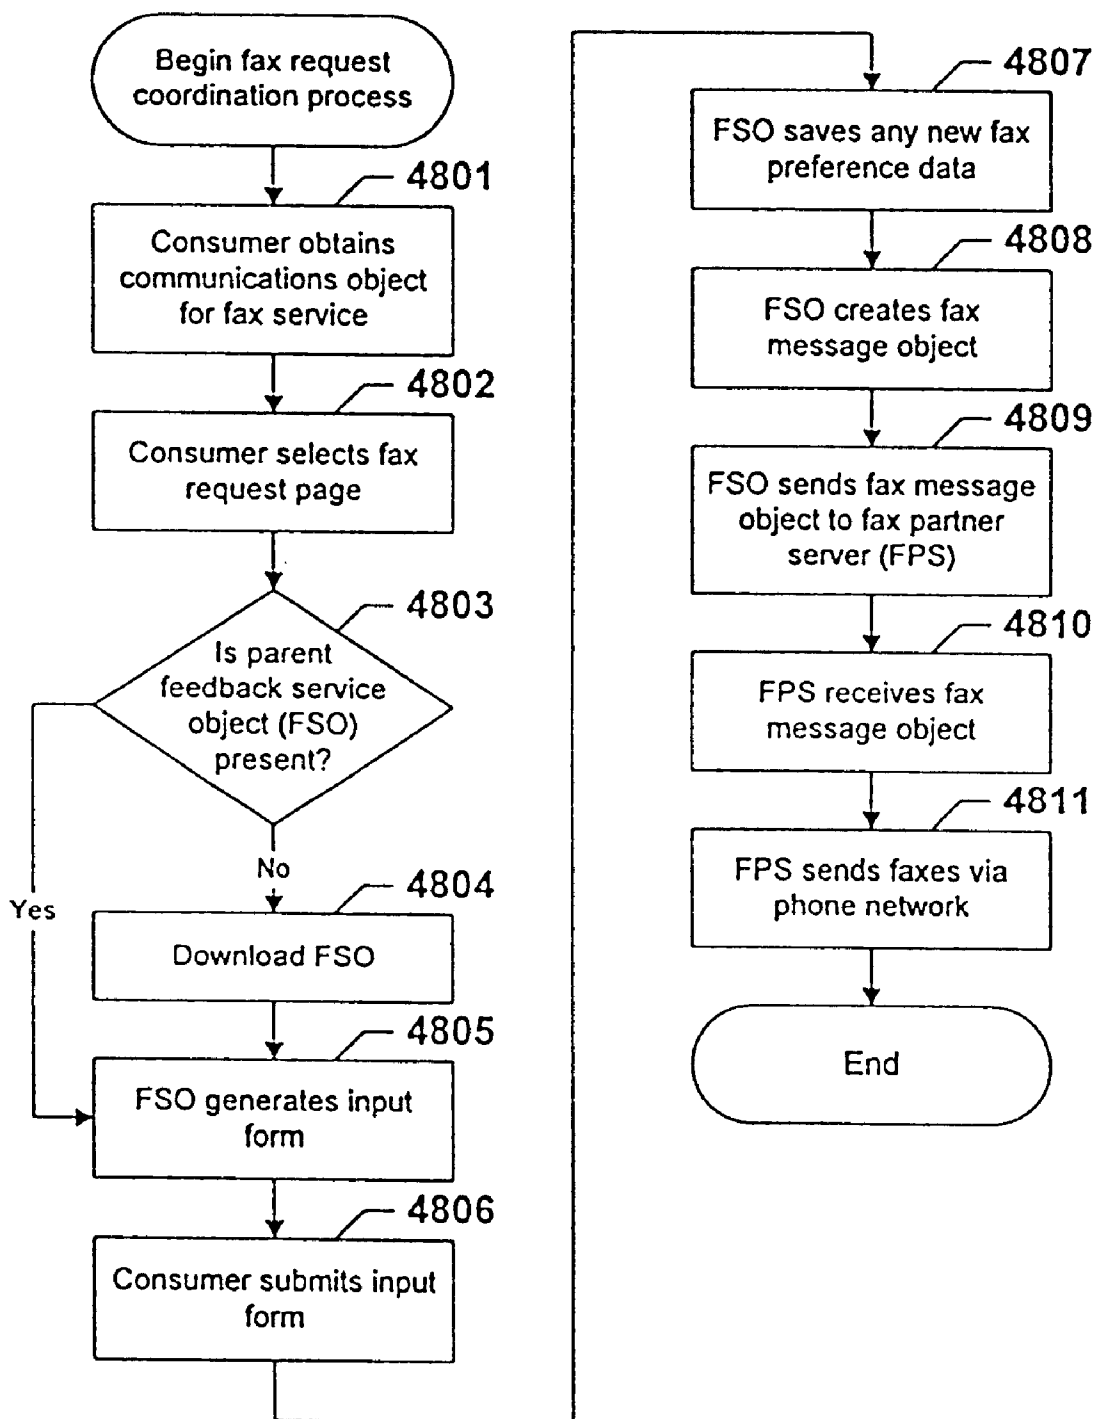 Begin fax request
coordination process
4801
Consumer obtains
communications object
for fax service
4802
Consumer selects fax
request page
4803
Is parent
feedback service
object (FSO)
present?
No
Yes
4804
Download FSO
4805
FSO generates input
form
4806
Consumer submits input
form
4807
FSO saves any new fax
preference data
4808
FSO creates fax
message object
4809
FSO sends fax message
object to fax partner
server (FPS)
4810
FPS receives fax
message object
4811
FPS sends faxes via
phone network
End